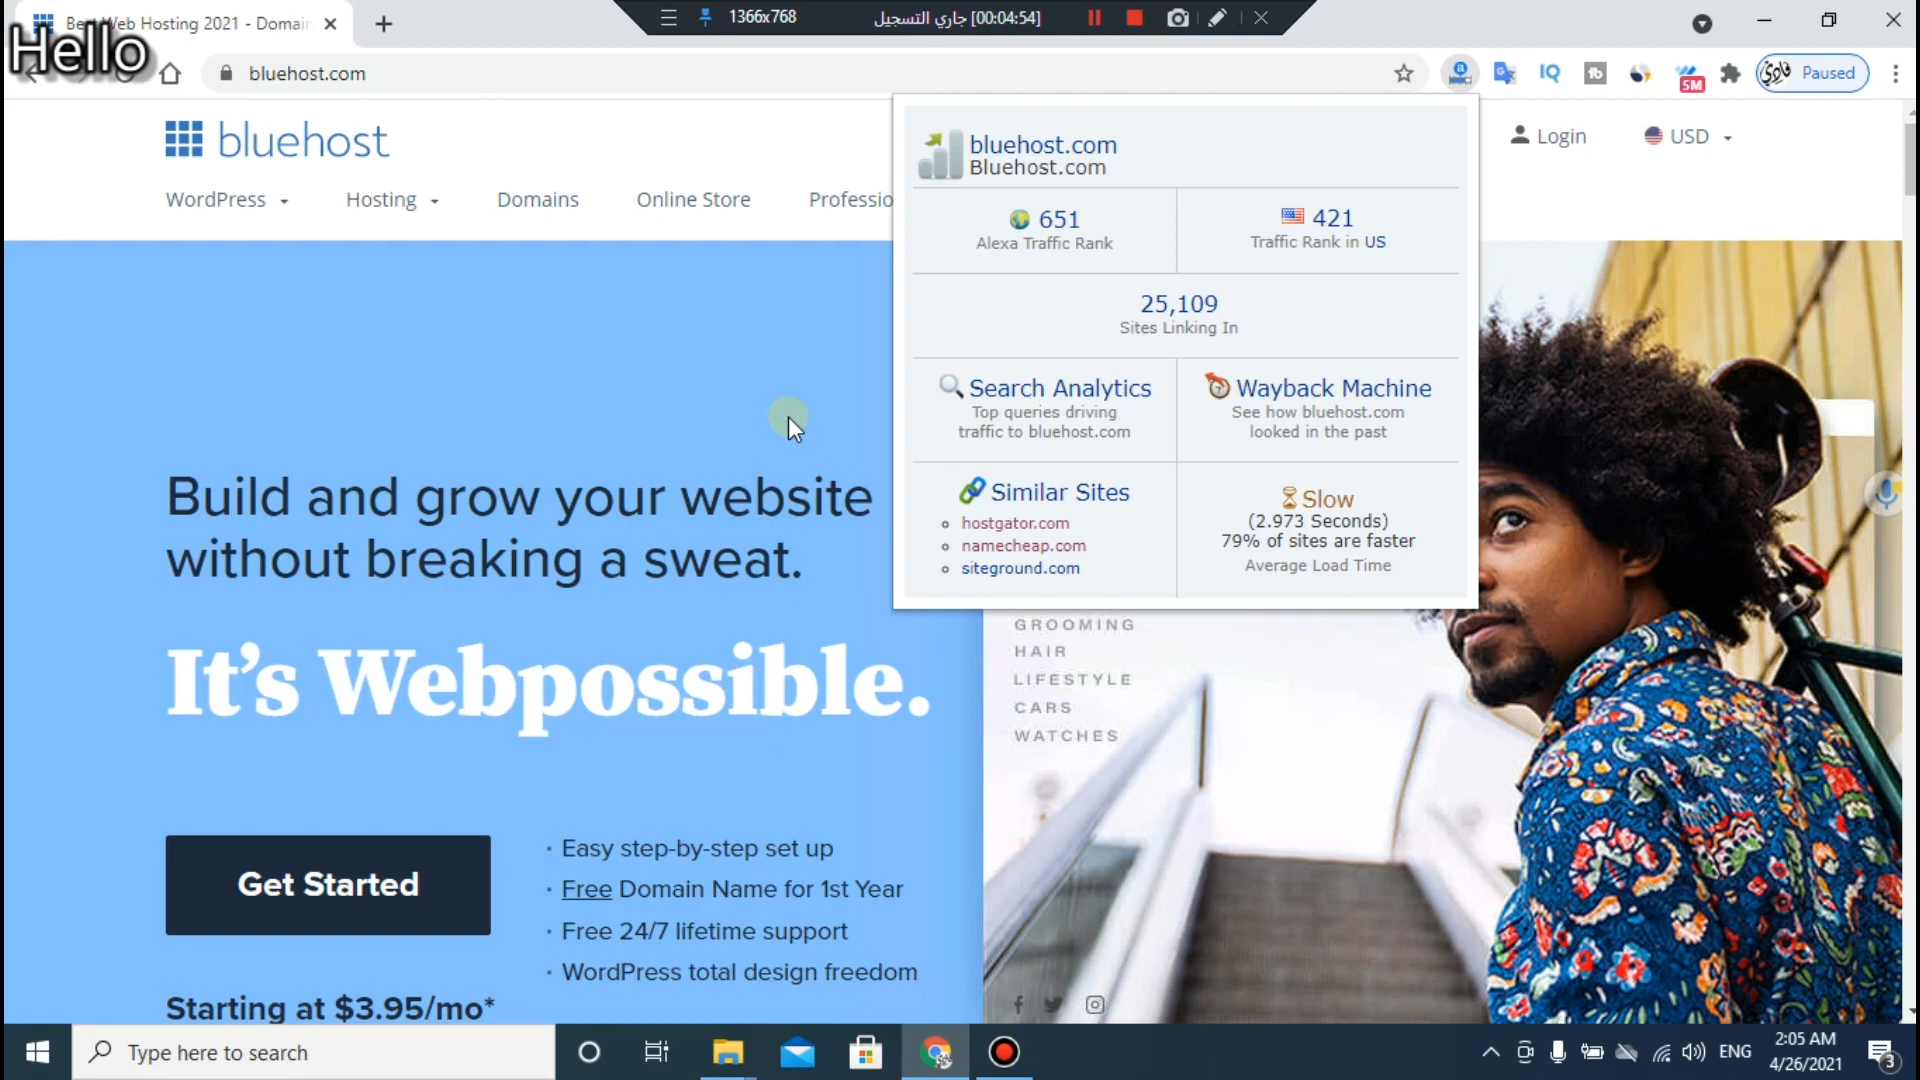 Best Web Hosting 2021 - Domain
1366x768
[00:04:54] جاري التسجيل
Hello
bluehost.com
IQ
5M
Paused
bluehost
Login
USD
WordPress
Hosting
Domains
Online Store
Professio
bluehost.com
Bluehost.com
651
Alexa Traffic Rank
421
Traffic Rank in US
25,109
Sites Linking In
Search Analytics
Top queries driving
traffic to bluehost.com
Wayback Machine
See how bluehost.com
looked in the past
Similar Sites
hostgator.com
namecheap.com
siteground.com
Slow
(2.973 Seconds)
79% of sites are faster
Average Load Time
Build and grow your website
without breaking a sweat.
It's Webpossible.
GROOMING
HAIR
LIFESTYLE
CARS
WATCHES
Get Started
· Easy step-by-step set up
· Free Domain Name for 1st Year
· Free 24/7 lifetime support
· WordPress total design freedom
Starting at $3.95/mo*
Type here to search
ENG
2:05 AM
4/26/2021
3